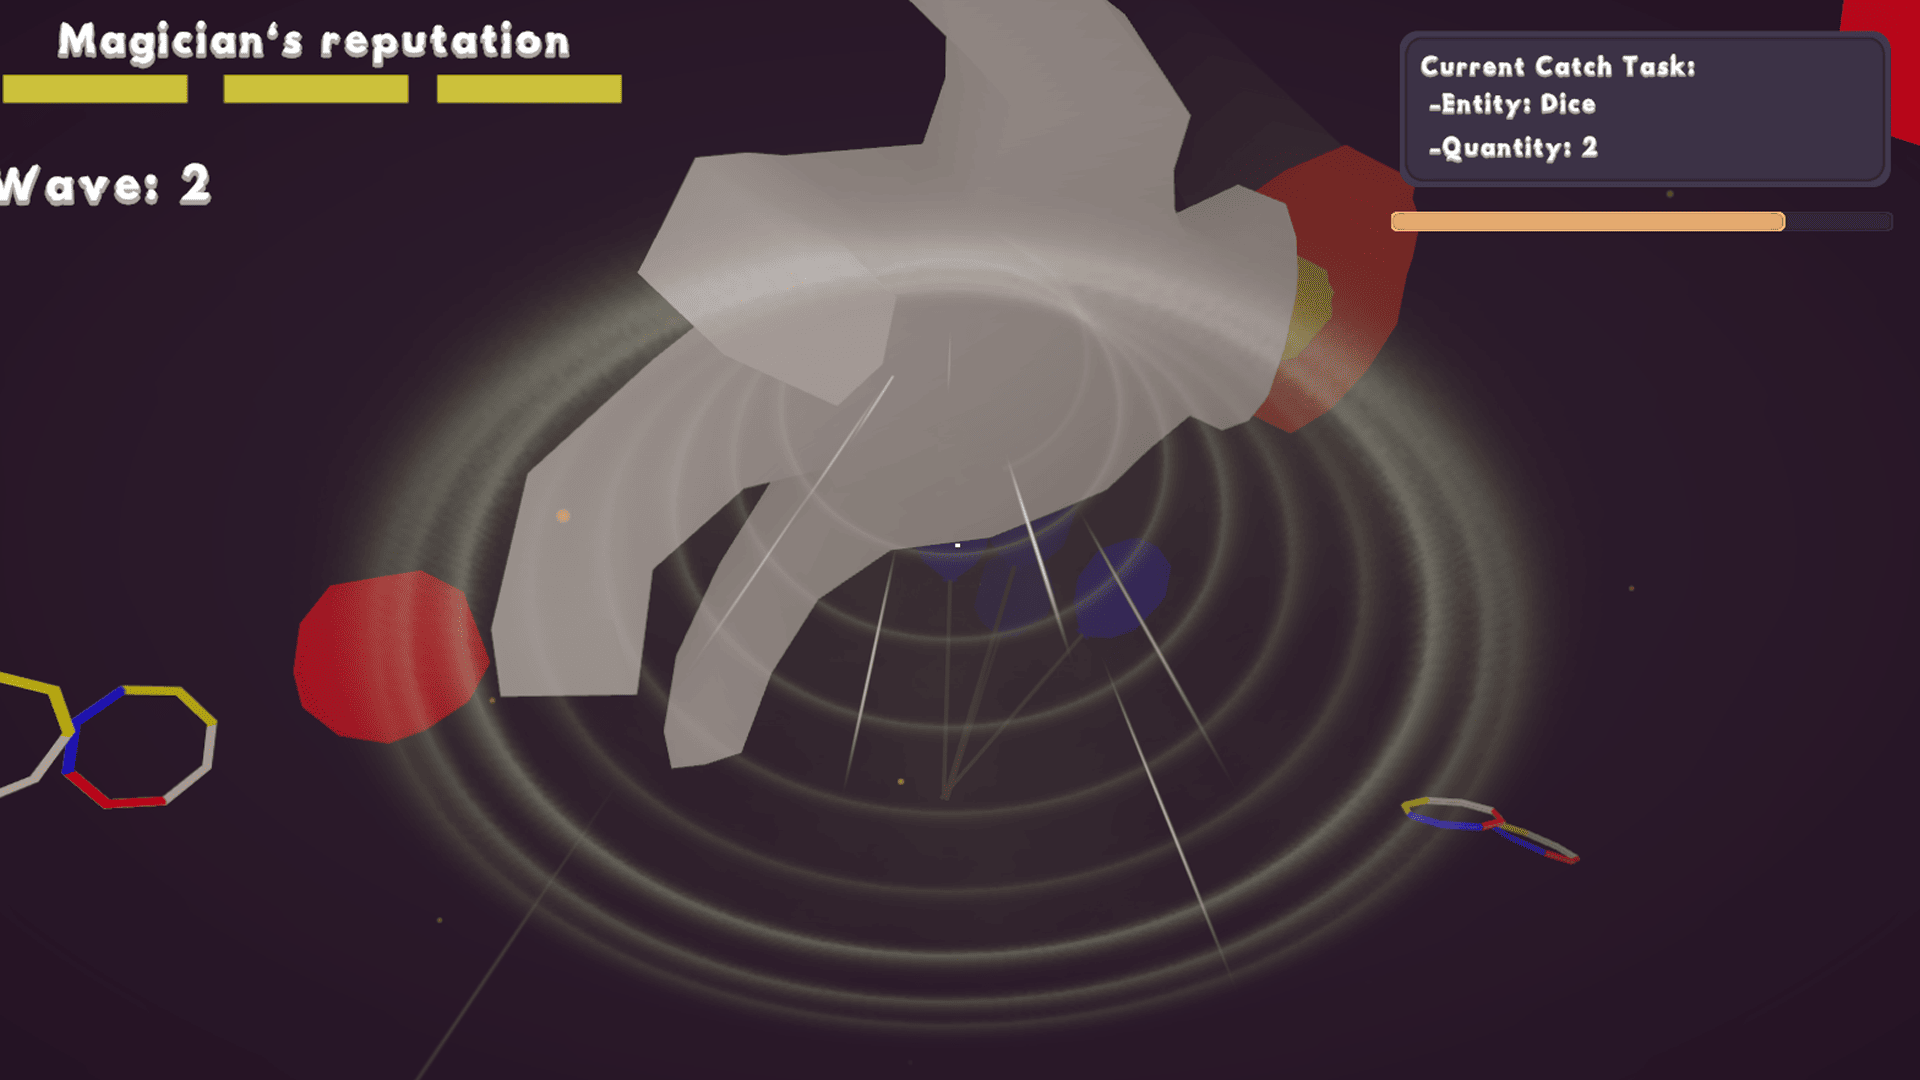 Magician's reputation
Wave: 2
Current Catch Task:
-Entity: Dice
-Quantity: 2